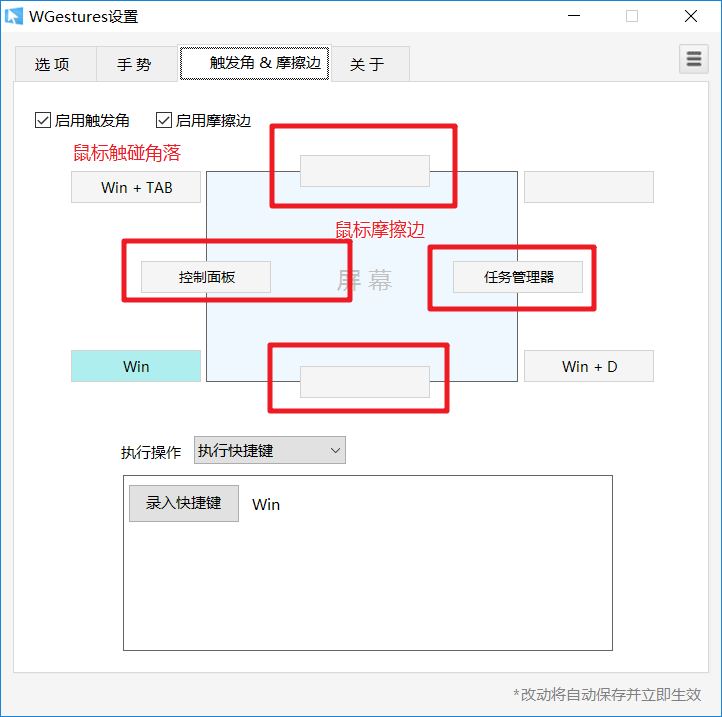 WGestures设置
选 项
手 势
触发角 & 摩擦边
关 于
启用触发角
启用摩擦边
鼠标触碰角落
Win + TAB
鼠标摩擦边
控制面板
屏 幕
任务管理器
Win
Win + D
执行操作
执行快捷键
录入快捷键
Win
*改动将自动保存并立即生效